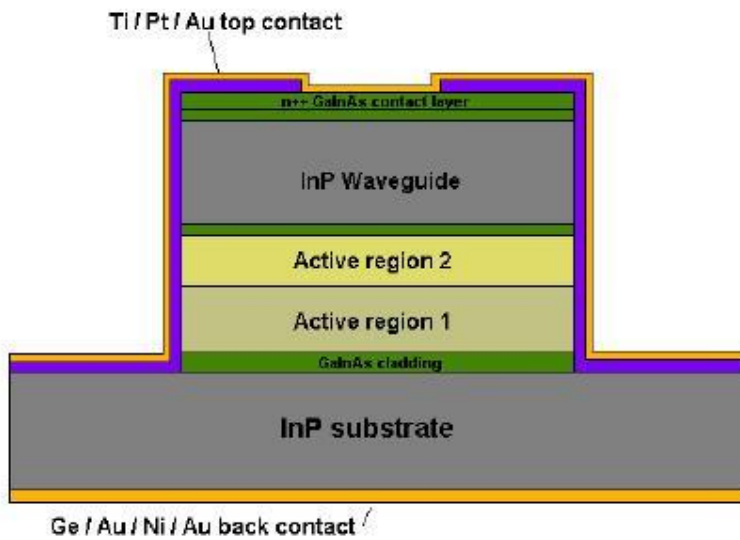 Ti / Pt / Au top contact
n++ GaInAs contact layer
InP Waveguide
Active region 2
Active region 1
GaInAs cladding
InP substrate
Ge / Au / Ni / Au back contact